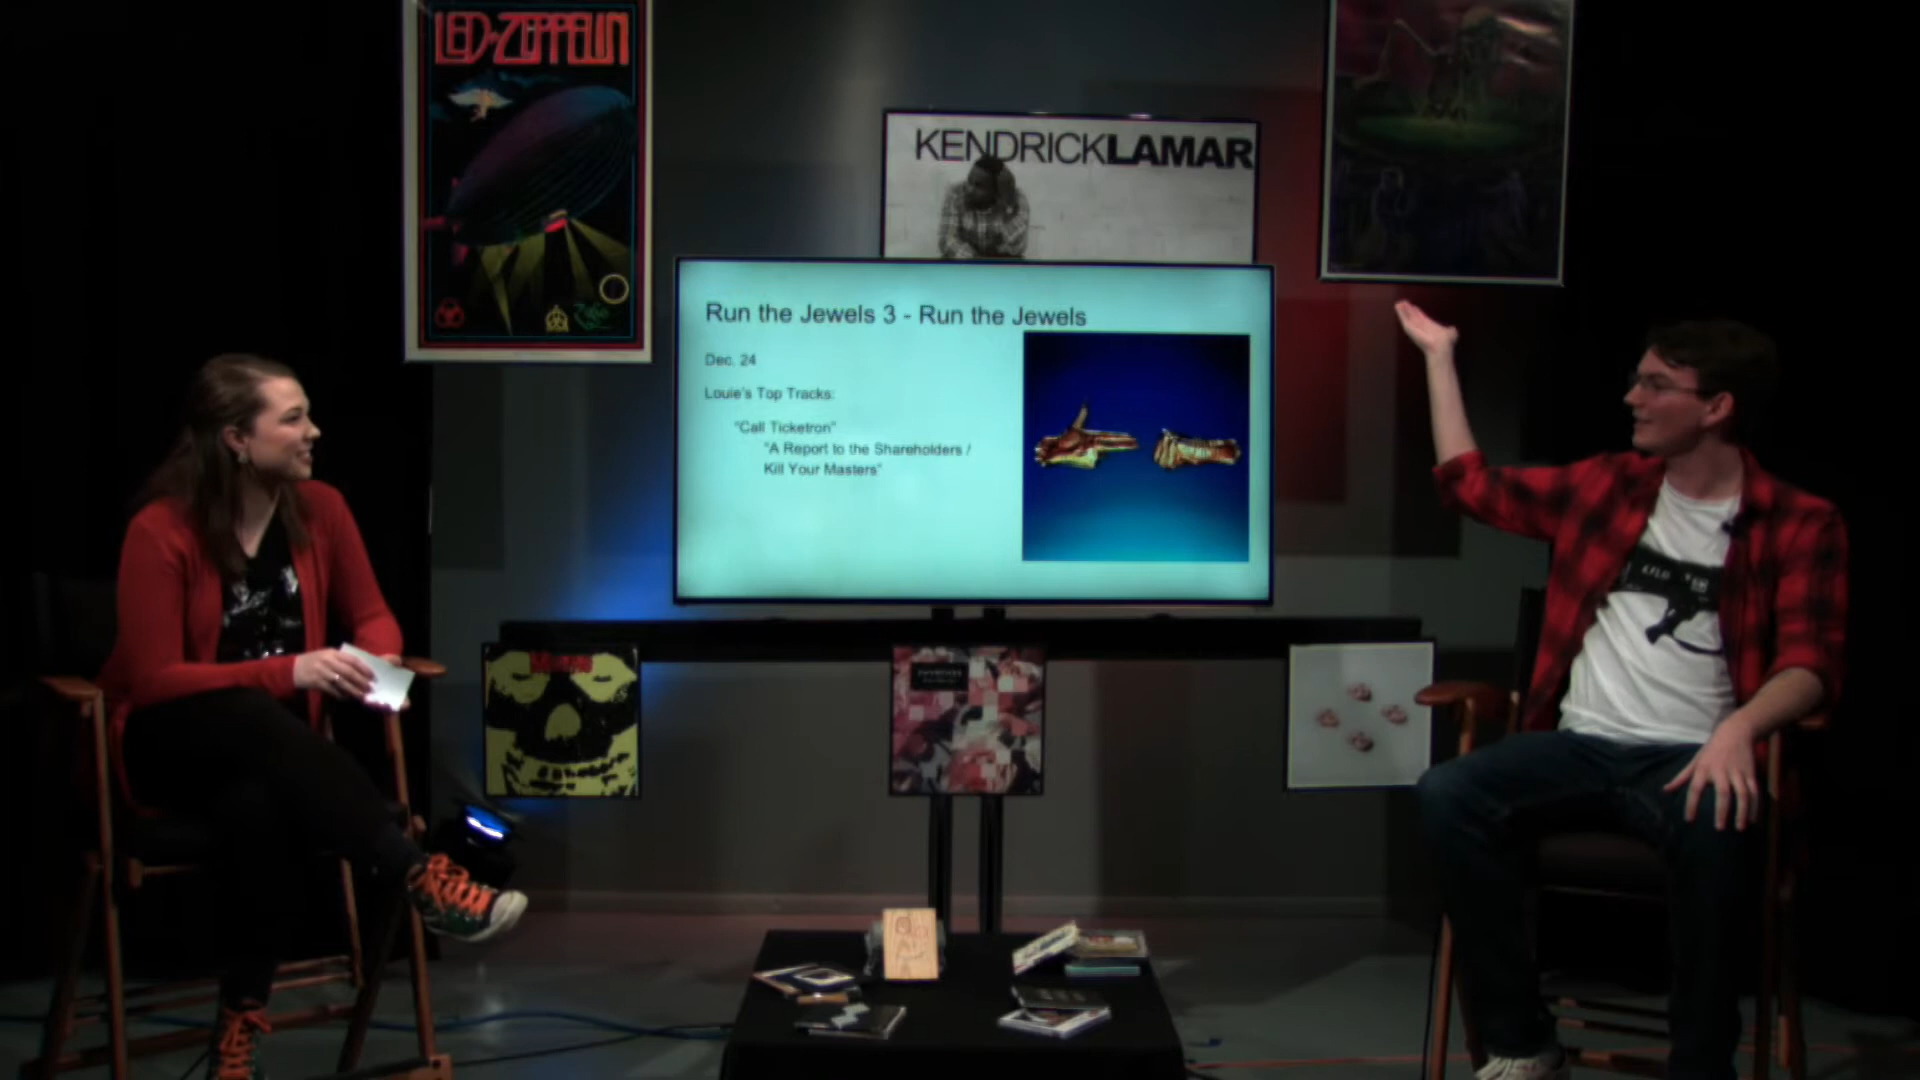 LED-ZEPPELIN
KENDRICKLAMAR
Run the Jewels 3 - Run the Jewels
Dec. 24
Louie's Top Tracks:
"Call Ticketron"
"A Report to the Shareholders /
Kill Your Masters"